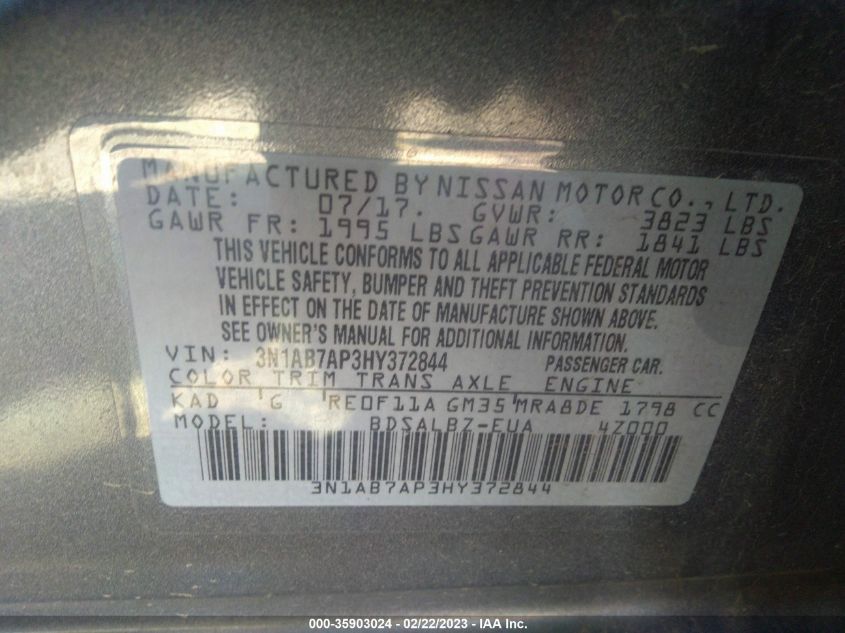 MANUFACTURED BY NISSAN MOTOR CO., LTD.
DATE: 07/17. GVWR: 3823 LBS
GAWR FR: 1995 LBS GAWR RR: 1841 LBS
THIS VEHICLE CONFORMS TO ALL APPLICABLE FEDERAL MOTOR
VEHICLE SAFETY, BUMPER AND THEFT PREVENTION STANDARDS
IN EFFECT ON THE DATE OF MANUFACTURE SHOWN ABOVE.
SEE OWNER'S MANUAL FOR ADDITIONAL INFORMATION.
VIN: 3N1AB7AP3HY372844 PASSENGER CAR.
COLOR TRIM TRANS AXLE ENGINE
KAD 'G 'RE0F11A GM35 'MRA8DE 1798 CC
MODEL: BDSALBZ-EUA 4Z000
3N1AB7AP3HY372844
000-35903024 - 02/22/2023 - IAA Inc.